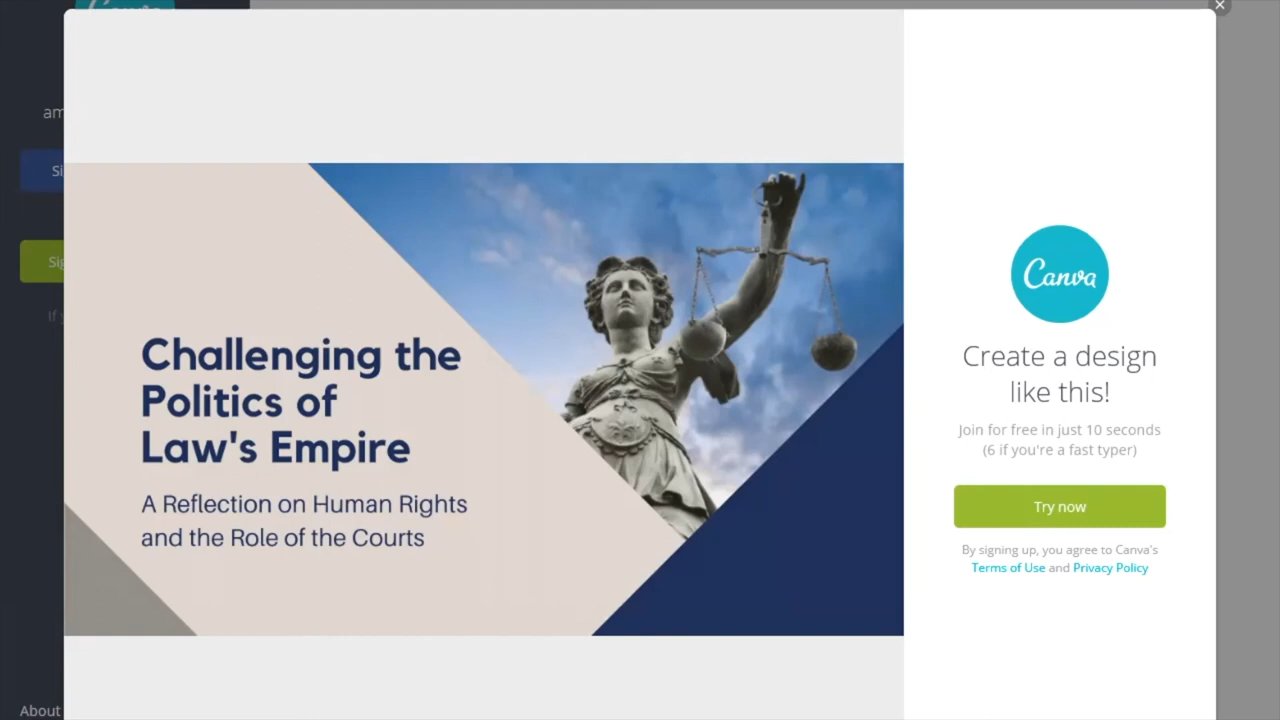 Challenging the
Politics of
Law's Empire
A Reflection on Human Rights
and the Role of the Courts
Canva
Create a design
like this!
Join for free in just 10 seconds
(6 if you're a fast typer)
Try now
By signing up, you agree to Canva's
Terms of Use and Privacy Policy
About